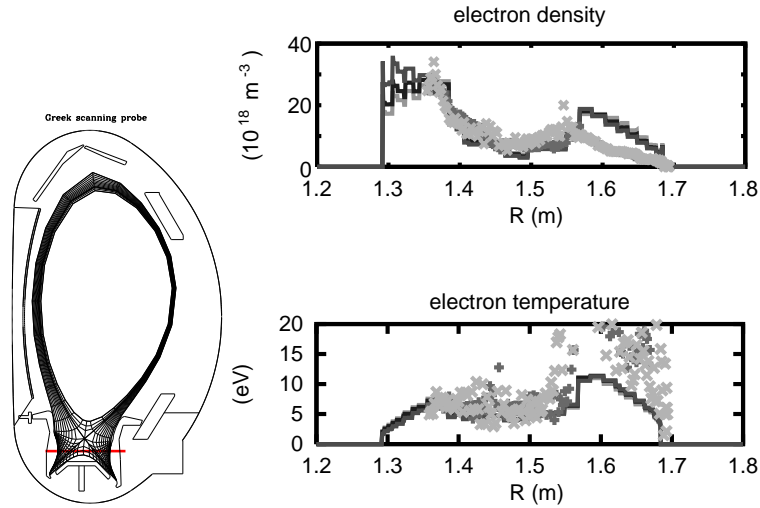 Greek scanning probe
electron density
(10 18 m -3 )
40
20
0
1.2 1.3 1.4 1.5 1.6 1.7 1.8
R (m)
electron temperature
(eV)
20
15
10
5
0
1.2 1.3 1.4 1.5 1.6 1.7 1.8
R (m)